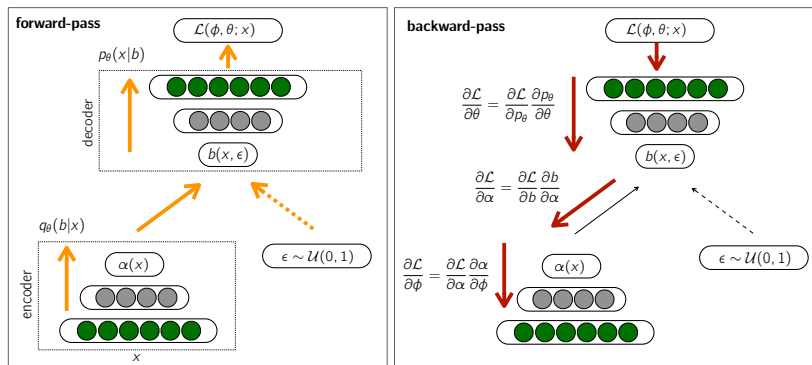 forward-pass
ℒ(ϕ, θ; x)
p_θ(x|b)
decoder
b(x, ϵ)
q_θ(b|x)
encoder
α(x)
ϵ ∼ 𝒰(0, 1)
x
backward-pass
ℒ(ϕ, θ; x)
∂ℒ/∂θ = ∂ℒ/∂p_θ ∂p_θ/∂θ
b(x, ϵ)
∂ℒ/∂α = ∂ℒ/∂b ∂b/∂α
∂ℒ/∂ϕ = ∂ℒ/∂α ∂α/∂ϕ
α(x)
ϵ ∼ 𝒰(0, 1)